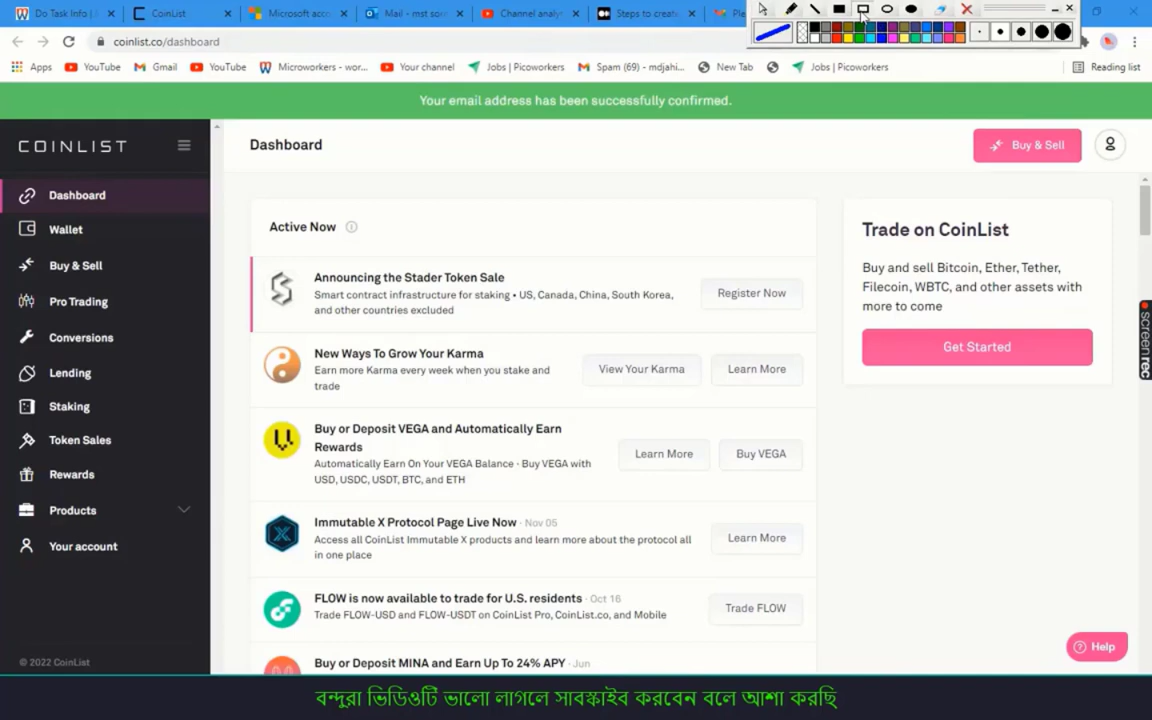 Do Task Info |
CoinList
Microsoft acco
Mail - mst sor
Channel analy
Steps to creat
Ple
coinlist.co/dashboard
Apps
YouTube
Gmail
YouTube
Microworkers - wor...
Your channel
Jobs | Picoworkers
Spam (69) - mdjahi...
New Tab
Jobs | Picoworkers
Reading list
Your email address has been successfully confirmed.
COINLIST
Dashboard
Buy & Sell
Dashboard
Wallet
Buy & Sell
Pro Trading
Conversions
Lending
Staking
Token Sales
Rewards
Products
Your account
© 2022 CoinList
Active Now
Announcing the Stader Token Sale
Smart contract infrastructure for staking • US, Canada, China, South Korea,
and other countries excluded
Register Now
New Ways To Grow Your Karma
Earn more Karma every week when you stake and
trade
View Your Karma
Learn More
Buy or Deposit VEGA and Automatically Earn
Rewards
Automatically Earn On Your VEGA Balance · Buy VEGA with
USD, USDC, USDT, BTC, and ETH
Learn More
Buy VEGA
Immutable X Protocol Page Live Now · Nov 05
Access all CoinList Immutable X products and learn more about the protocol all
in one place
Learn More
FLOW is now available to trade for U.S. residents · Oct 16
Trade FLOW-USD and FLOW-USDT on CoinList Pro, CoinList.co, and Mobile
Trade FLOW
Buy or Deposit MINA and Earn Up To 24% APY · Jun
Trade on CoinList
Buy and sell Bitcoin, Ether, Tether,
Filecoin, WBTC, and other assets with
more to come
Get Started
screenrec
Help
বন্দুরা ভিডিওটি ভালো লাগলে সাবস্কাইব করবেন বলে আশা করছি